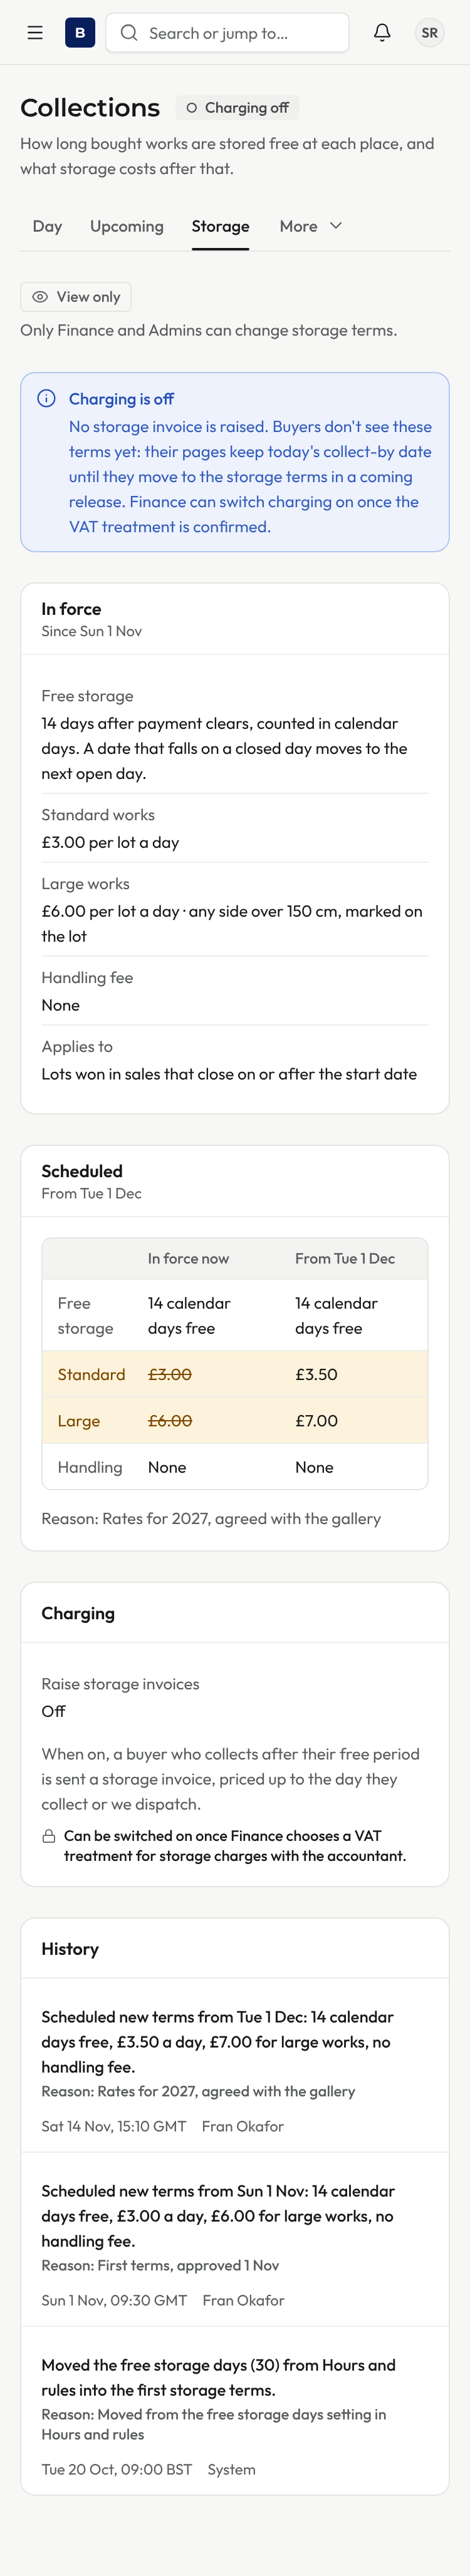 B
Search or jump to...
SR
Collections
Charging off
How long bought works are stored free at each place, and
what storage costs after that.
Day
Upcoming
Storage
More
View only
Only Finance and Admins can change storage terms.
Charging is off
No storage invoice is raised. Buyers don't see these
terms yet: their pages keep today's collect-by date
until they move to the storage terms in a coming
release. Finance can switch charging on once the
VAT treatment is confirmed.
In force
Since Sun 1 Nov
Free storage
14 days after payment clears, counted in calendar
days. A date that falls on a closed day moves to the
next open day.
Standard works
£3.00 per lot a day
Large works
£6.00 per lot a day · any side over 150 cm, marked on
the lot
Handling fee
None
Applies to
Lots won in sales that close on or after the start date
Scheduled
From Tue 1 Dec
In force now
From Tue 1 Dec
Free
storage
14 calendar
days free
14 calendar
days free
Standard
£3.00
£3.50
Large
£6.00
£7.00
Handling
None
None
Reason: Rates for 2027, agreed with the gallery
Charging
Raise storage invoices
Off
When on, a buyer who collects after their free period
is sent a storage invoice, priced up to the day they
collect or we dispatch.
Can be switched on once Finance chooses a VAT
treatment for storage charges with the accountant.
History
Scheduled new terms from Tue 1 Dec: 14 calendar
days free, £3.50 a day, £7.00 for large works, no
handling fee.
Reason: Rates for 2027, agreed with the gallery
Sat 14 Nov, 15:10 GMT Fran Okafor
Scheduled new terms from Sun 1 Nov: 14 calendar
days free, £3.00 a day, £6.00 for large works, no
handling fee.
Reason: First terms, approved 1 Nov
Sun 1 Nov, 09:30 GMT Fran Okafor
Moved the free storage days (30) from Hours and
rules into the first storage terms.
Reason: Moved from the free storage days setting in
Hours and rules
Tue 20 Oct, 09:00 BST System